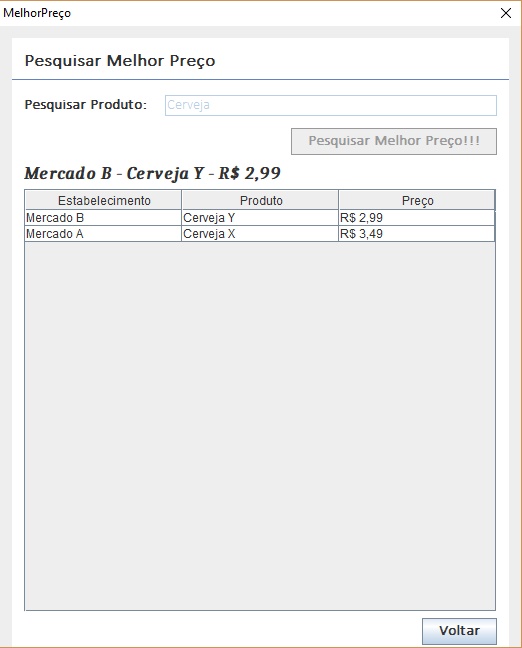 MelhorPreço
Pesquisar Melhor Preço
Pesquisar Produto: Cerveja
Pesquisar Melhor Preço!!!
Mercado B - Cerveja Y - R$ 2,99
Estabelecimento Produto Preço
Mercado B Cerveja Y R$ 2,99
Mercado A Cerveja X R$ 3,49
Voltar